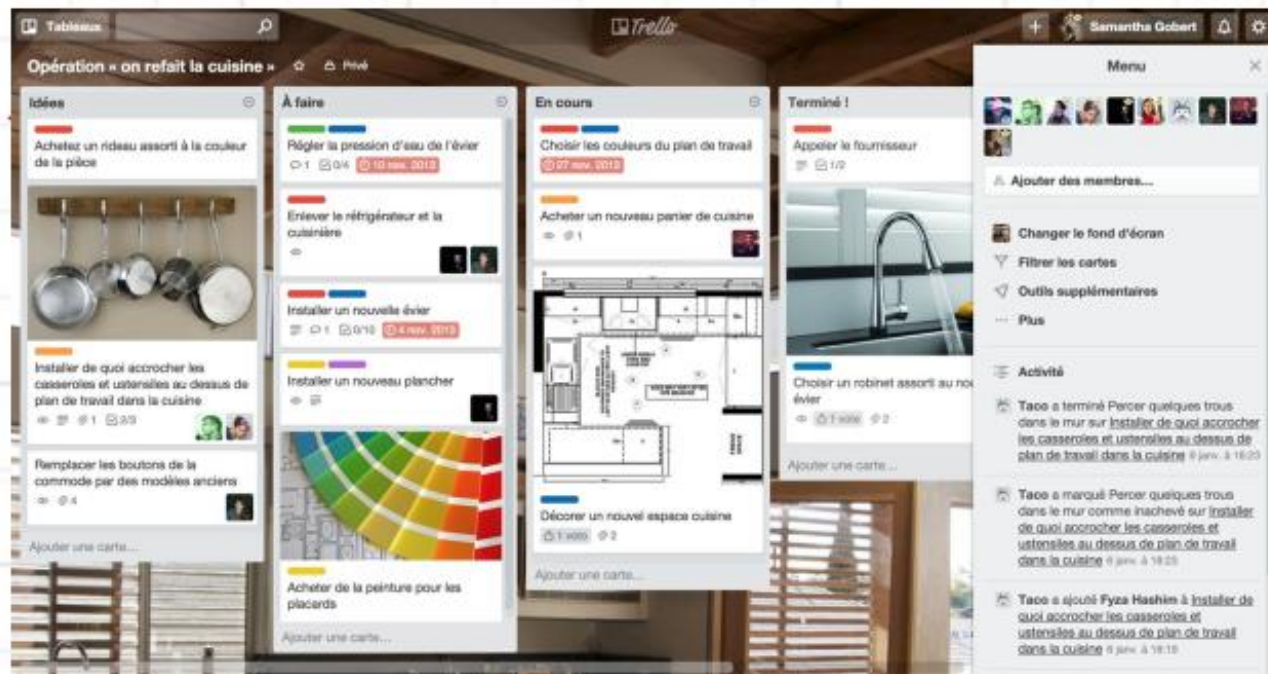 Tableaux
Trello
Samantha Gobert
Opération « on refait la cuisine »
Privé
Idées
Achetez un rideau assorti à la couleur
de la pièce
Installer de quoi accrocher les
casseroles et ustensiles au dessus de
plan de travail dans la cuisine
1
Remplacer les boutons de la
commode par des modèles anciens
4
Ajouter une carte...
À faire
Régler la pression d'eau de l'évier
1 0/4 10 nov. 2013
Enlever le réfrigérateur et la
cuisinière
Installer un nouvelle évier
1 0/10 4 nov. 2013
Installer un nouveau plancher
Acheter de la peinture pour les
placards
Ajouter une carte...
En cours
Choisir les couleurs du plan de travail
27 nov. 2013
Acheter un nouveau panier de cuisine
1
Décorer un nouvel espace cuisine
1 vote 2
Ajouter une carte...
Terminé !
Appeler le fournisseur
1/2
Choisir un robinet assorti au
évier
1 vote 2
Ajouter une carte...
Menu
Ajouter des membres...
Changer le fond d'écran
Filtrer les cartes
Outils supplémentaires
Plus
Activité
Taco a terminé Percer quelques trous
dans le mur sur Installer de quoi accrocher
les casseroles et ustensiles au dessus de
plan de travail dans la cuisine 6 janv. à 18:23
Taco a marqué Percer quelques trous
dans le mur comme inachevé sur Installer
de quoi accrocher les casseroles et
ustensiles au dessus de plan de travail
dans la cuisine 6 janv. à 18:23
Taco a ajouté Fyza Hashim à Installer de
quoi accrocher les casseroles et
ustensiles au dessus de plan de travail
dans la cuisine 6 janv. à